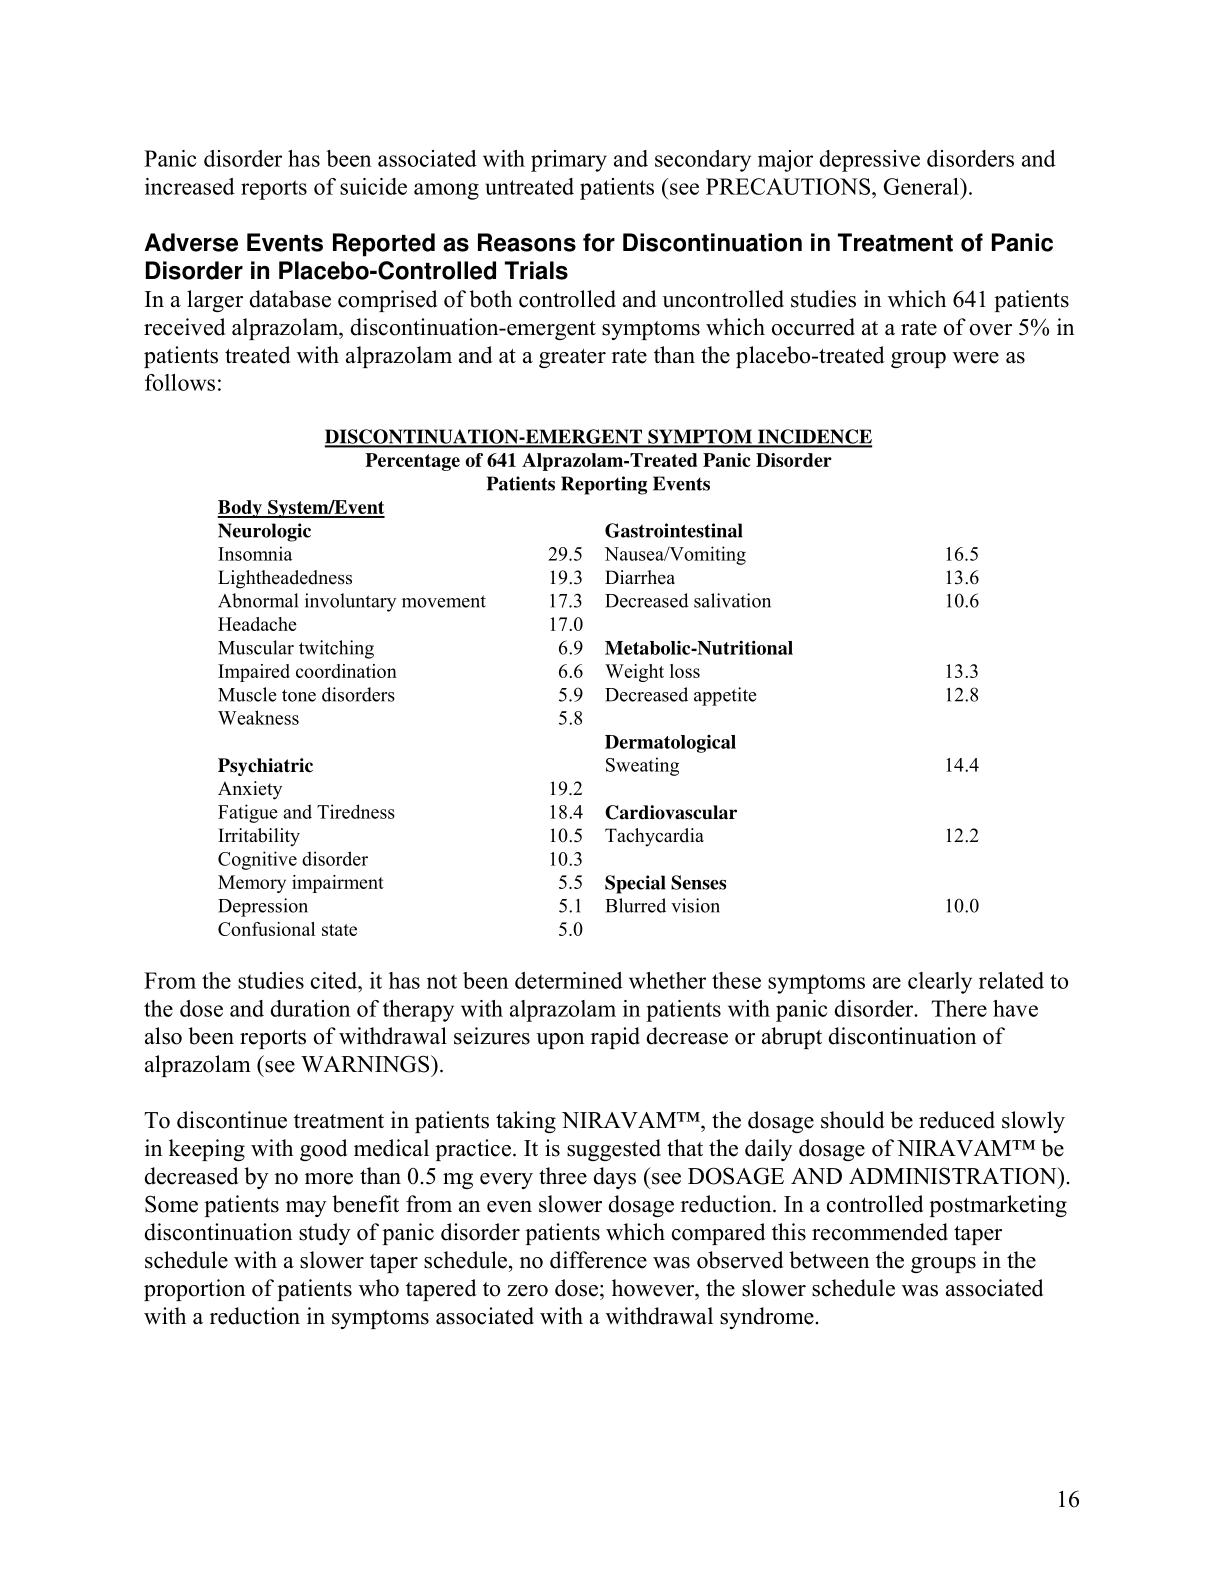 Panic disorder has been associated with primary and secondary major depressive disorders and
increased reports of suicide among untreated patients (see PRECAUTIONS, General).
Adverse Events Reported as Reasons for Discontinuation in Treatment of Panic
Disorder in Placebo-Controlled Trials
In a larger database comprised of both controlled and uncontrolled studies in which 641 patients
received alprazolam, discontinuation-emergent symptoms which occurred at a rate of over 5% in
patients treated with alprazolam and at a greater rate than the placebo-treated group were as
follows:
DISCONTINUATION-EMERGENT SYMPTOM INCIDENCE
Percentage of 641 Alprazolam-Treated Panic Disorder
Patients Reporting Events
Body System/Event
Neurologic Gastrointestinal
Insomnia 29.5 Nausea/Vomiting 16.5
Lightheadedness 19.3 Diarrhea 13.6
Abnormal involuntary movement 17.3 Decreased salivation 10.6
Headache 17.0
Muscular twitching 6.9 Metabolic-Nutritional
Impaired coordination 6.6 Weight loss 13.3
Muscle tone disorders 5.9 Decreased appetite 12.8
Weakness 5.8
Dermatological
Psychiatric Sweating 14.4
Anxiety 19.2
Fatigue and Tiredness 18.4 Cardiovascular
Irritability 10.5 Tachycardia 12.2
Cognitive disorder 10.3
Memory impairment 5.5 Special Senses
Depression 5.1 Blurred vision 10.0
Confusional state 5.0
From the studies cited, it has not been determined whether these symptoms are clearly related to
the dose and duration of therapy with alprazolam in patients with panic disorder.  There have
also been reports of withdrawal seizures upon rapid decrease or abrupt discontinuation of
alprazolam (see WARNINGS).
To discontinue treatment in patients taking NIRAVAM™, the dosage should be reduced slowly
in keeping with good medical practice. It is suggested that the daily dosage of NIRAVAM™ be
decreased by no more than 0.5 mg every three days (see DOSAGE AND ADMINISTRATION).
Some patients may benefit from an even slower dosage reduction. In a controlled postmarketing
discontinuation study of panic disorder patients which compared this recommended taper
schedule with a slower taper schedule, no difference was observed between the groups in the
proportion of patients who tapered to zero dose; however, the slower schedule was associated
with a reduction in symptoms associated with a withdrawal syndrome.
16